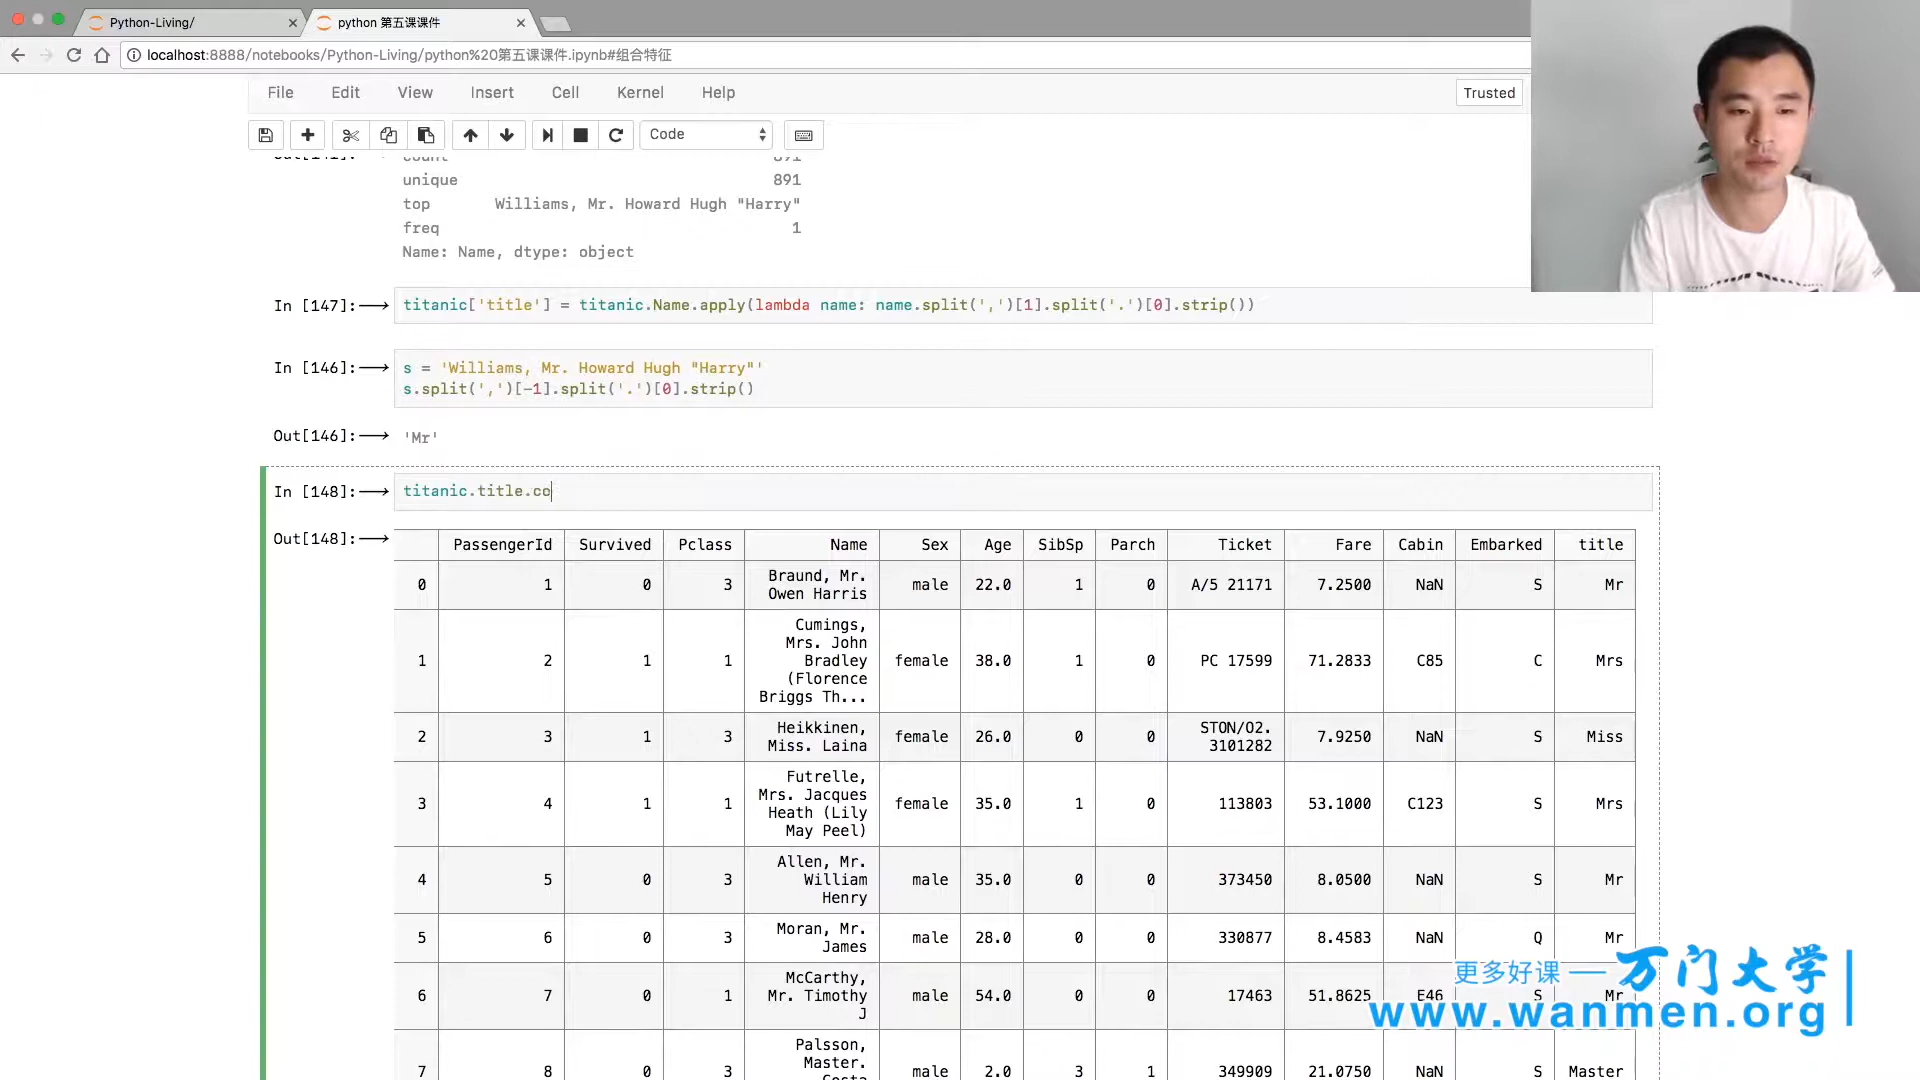 Python-Living/
python 第五课课件
localhost:8888/notebooks/Python-Living/python%20第五课课件.ipynb#组合特征
File Edit View Insert Cell Kernel Help
Trusted
Code
Out[141]: count 891
unique 891
top Williams, Mr. Howard Hugh "Harry"
freq 1
Name: Name, dtype: object
In [147]: titanic['title'] = titanic.Name.apply(lambda name: name.split(',')[1].split('.')[0].strip())
In [146]: s = 'Williams, Mr. Howard Hugh "Harry"'
s.split(',')[-1].split('.')[0].strip()
Out[146]: 'Mr'
In [148]: titanic.title.co
Out[148]:
PassengerId Survived Pclass Name Sex Age SibSp Parch Ticket Fare Cabin Embarked title
0 1 0 3 Braund, Mr. Owen Harris male 22.0 1 0 A/5 21171 7.2500 NaN S Mr
1 2 1 1 Cumings, Mrs. John Bradley (Florence Briggs Th... female 38.0 1 0 PC 17599 71.2833 C85 C Mrs
2 3 1 3 Heikkinen, Miss. Laina female 26.0 0 0 STON/O2. 3101282 7.9250 NaN S Miss
3 4 1 1 Futrelle, Mrs. Jacques Heath (Lily May Peel) female 35.0 1 0 113803 53.1000 C123 S Mrs
4 5 0 3 Allen, Mr. William Henry male 35.0 0 0 373450 8.0500 NaN S Mr
5 6 0 3 Moran, Mr. James male 28.0 0 0 330877 8.4583 NaN Q Mr
6 7 0 1 McCarthy, Mr. Timothy J male 54.0 0 0 17463 51.8625 E46 S Mr
7 8 0 3 Palsson, Master. Gosta male 2.0 3 1 349909 21.0750 NaN S Master
更多好课 — 万门大学
www.wanmen.org